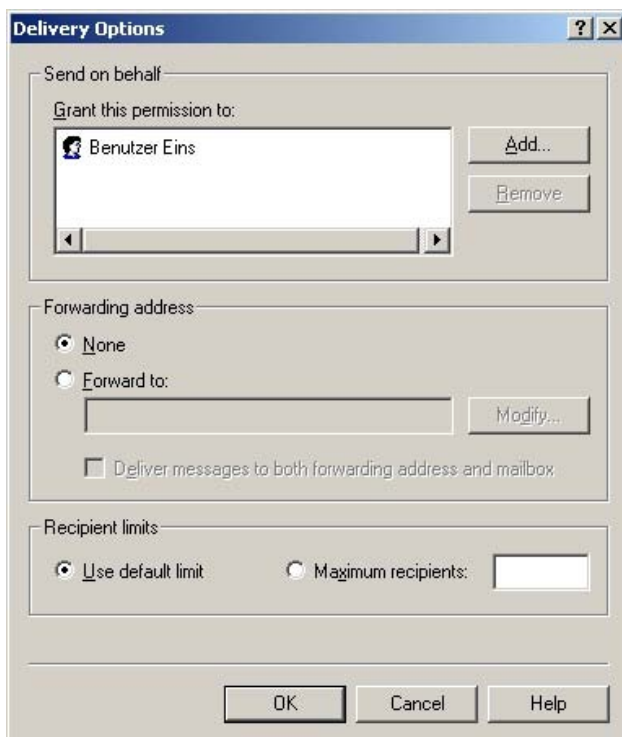 Delivery Options
Send on behalf
Grant this permission to:
Benutzer Eins
Add...
Remove
Forwarding address
None
Forward to:
Modify...
Deliver messages to both forwarding address and mailbox
Recipient limits
Use default limit
Maximum recipients:
OK
Cancel
Help